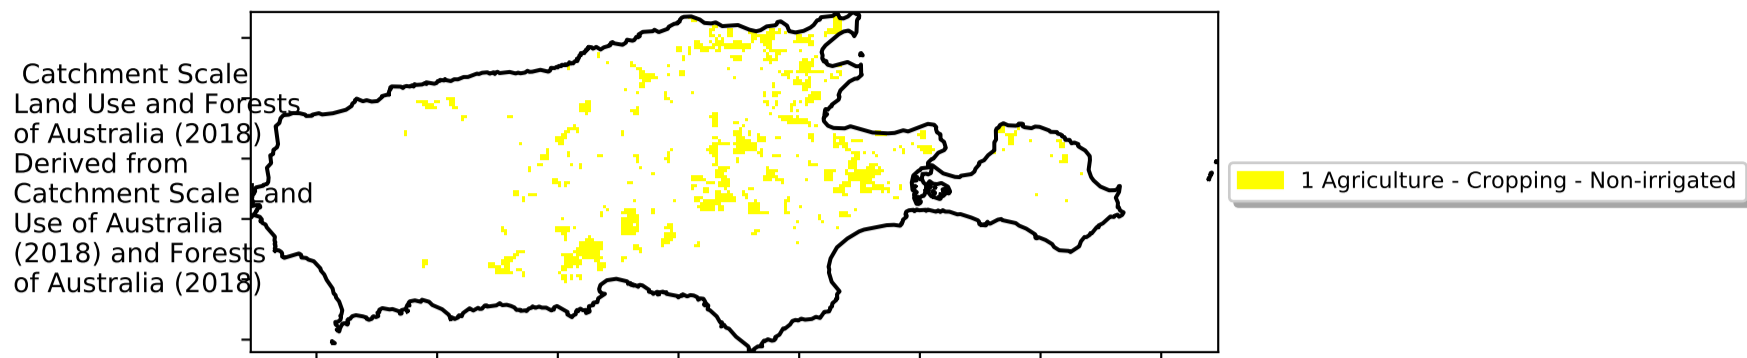 Catchment Scale
Land Use and Forests
of Australia (2018)
Derived from
Catchment Scale Land
Use of Australia
(2018) and Forests
of Australia (2018)
1 Agriculture - Cropping - Non-irrigated